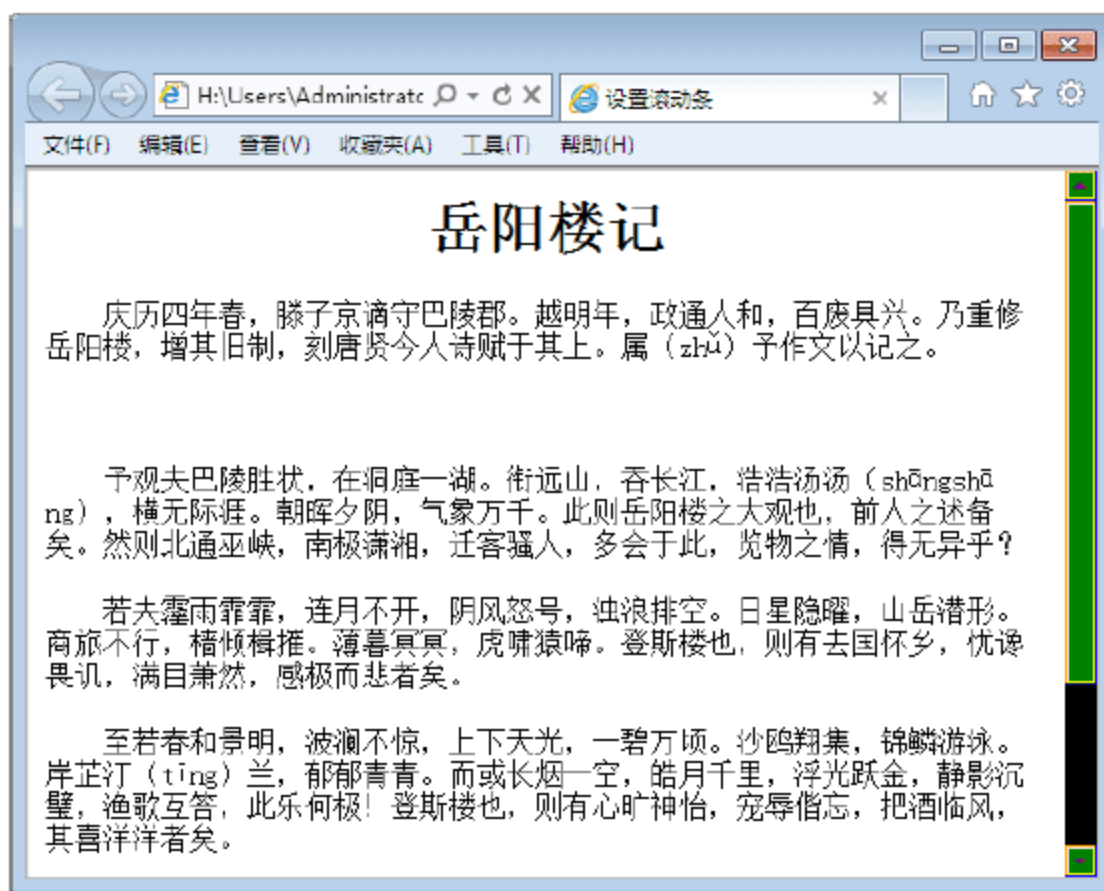 H:\Users\Administratc
设置滚动条
文件(F) 编辑(E) 查看(V) 收藏夹(A) 工具(T) 帮助(H)
岳阳楼记
庆历四年春，滕子京谪守巴陵郡。越明年，政通人和，百废具兴。乃重修
岳阳楼，增其旧制，刻唐贤今人诗赋于其上。属（zhǔ）予作文以记之。
予观夫巴陵胜状，在洞庭一湖。衔远山，吞长江，浩浩汤汤（shāngshā
ng），横无际涯。朝晖夕阴，气象万千。此则岳阳楼之大观也，前人之述备
矣。然则北通巫峡，南极潇湘，迁客骚人，多会于此，览物之情，得无异乎？
若夫霪雨霏霏，连月不开，阴风怒号，浊浪排空。日星隐曜，山岳潜形。
商旅不行，樯倾楫摧。薄暮冥冥，虎啸猿啼。登斯楼也，则有去国怀乡，忧谗
畏讥，满目萧然，感极而悲者矣。
至若春和景明，波澜不惊，上下天光，一碧万顷。沙鸥翔集，锦鳞游泳。
岸芷汀（tīng）兰，郁郁青青。而或长烟一空，皓月千里，浮光跃金，静影沉
璧，渔歌互答，此乐何极！登斯楼也，则有心旷神怡，宠辱偕忘，把酒临风，
其喜洋洋者矣。